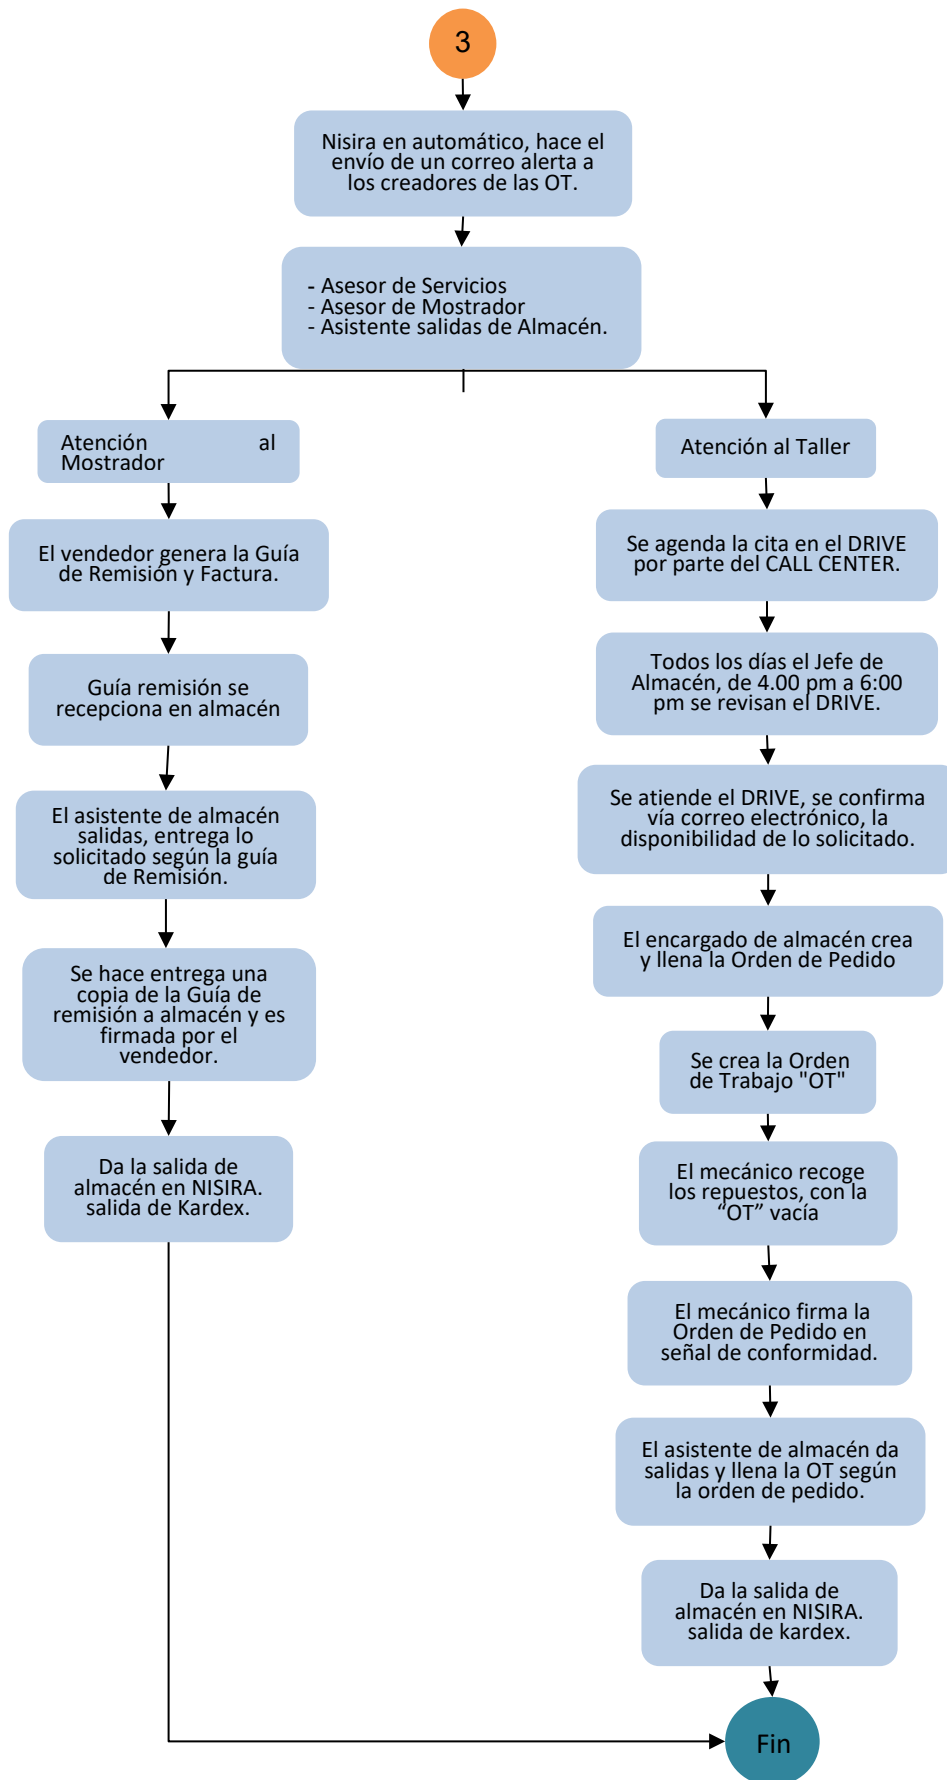 3
Nisira en automático, hace el
envío de un correo alerta a
los creadores de las OT.
- Asesor de Servicios
- Asesor de Mostrador
- Asistente salidas de Almacén.
Atención al
Mostrador
El vendedor genera la Guía
de Remisión y Factura.
Guía remisión se
recepciona en almacén
El asistente de almacén
salidas, entrega lo
solicitado según la guía
de Remisión.
Se hace entrega una
copia de la Guía de
remisión a almacén y es
firmada por el
vendedor.
Da la salida de
almacén en NISIRA.
salida de Kardex.
Atención al Taller
Se agenda la cita en el DRIVE
por parte del CALL CENTER.
Todos los días el Jefe de
Almacén, de 4.00 pm a 6:00
pm se revisan el DRIVE.
Se atiende el DRIVE, se confirma
vía correo electrónico, la
disponibilidad de lo solicitado.
El encargado de almacén crea
y llena la Orden de Pedido
Se crea la Orden
de Trabajo "OT"
El mecánico recoge
los repuestos, con la
“OT” vacía
El mecánico firma la
Orden de Pedido en
señal de conformidad.
El asistente de almacén da
salidas y llena la OT según
la orden de pedido.
Da la salida de
almacén en NISIRA.
salida de kardex.
Fin